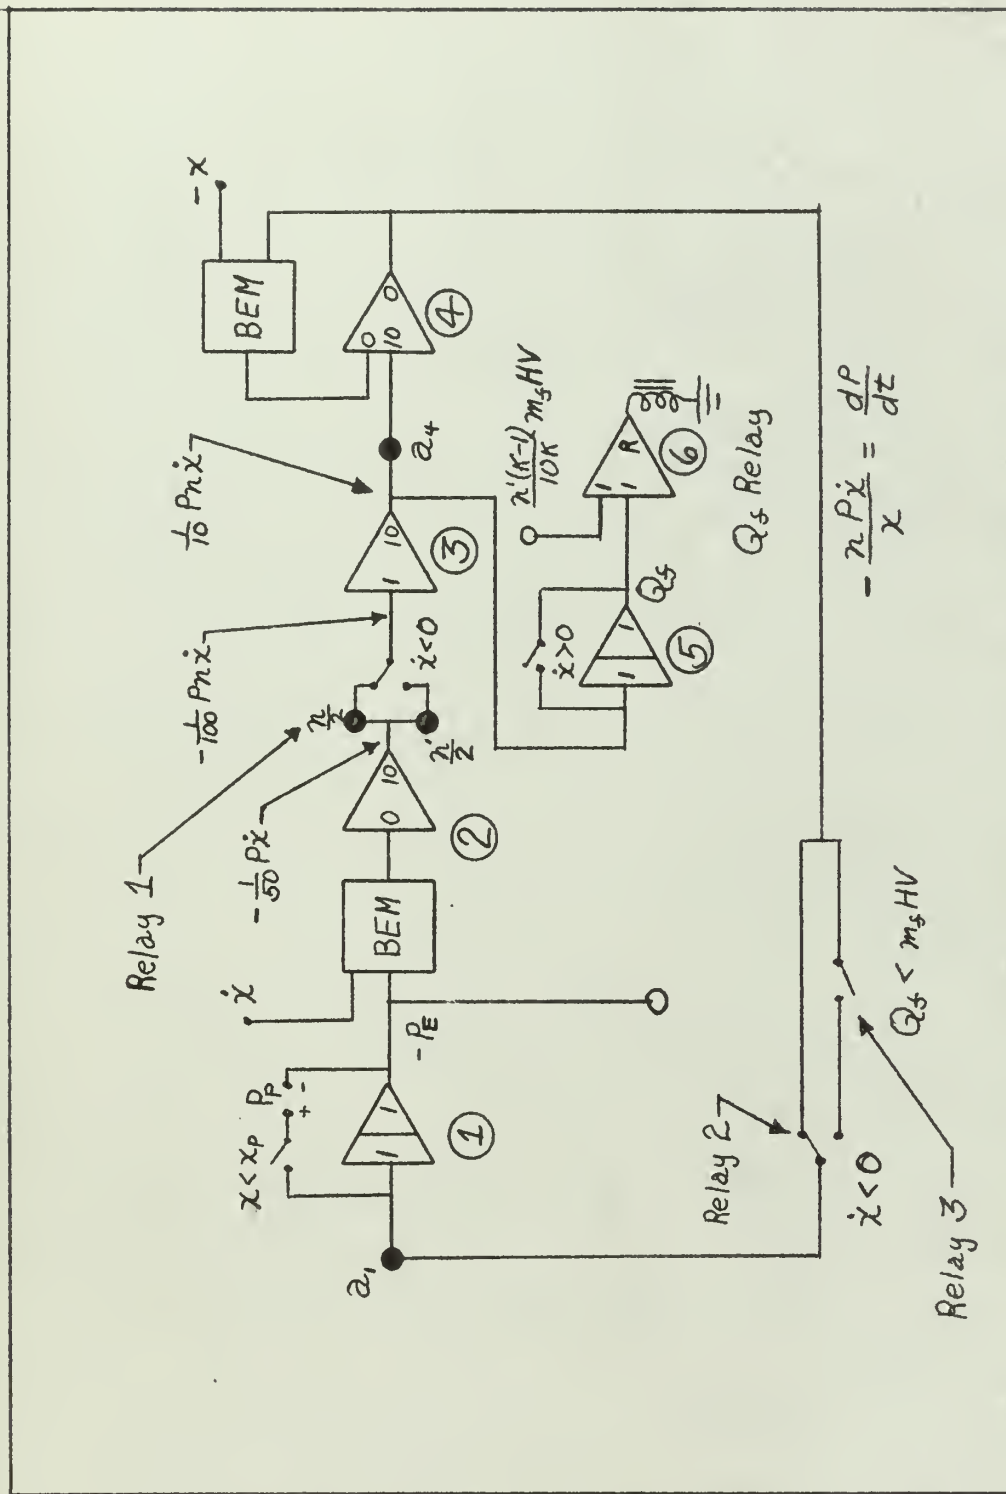 -x
BEM
0
10
0
4
1/10 Pnẋ
a₄
-1/100 Pnẋ
1
10
3
n'(K-1)/10K m_f HV
1
1
R
6
Q_f Relay
Relay 1
n/2
n'/2
ẋ<0
-1/50 Pẋ
0
10
2
ẋ>0
1
1
5
Q_f
ẋ
BEM
x<x_P
P_P
+ -
-P_E
1
1
1
a₁
- nPẋ/x = dP/dt
Relay 2
ẋ<0
Q_f < m_f HV
Relay 3